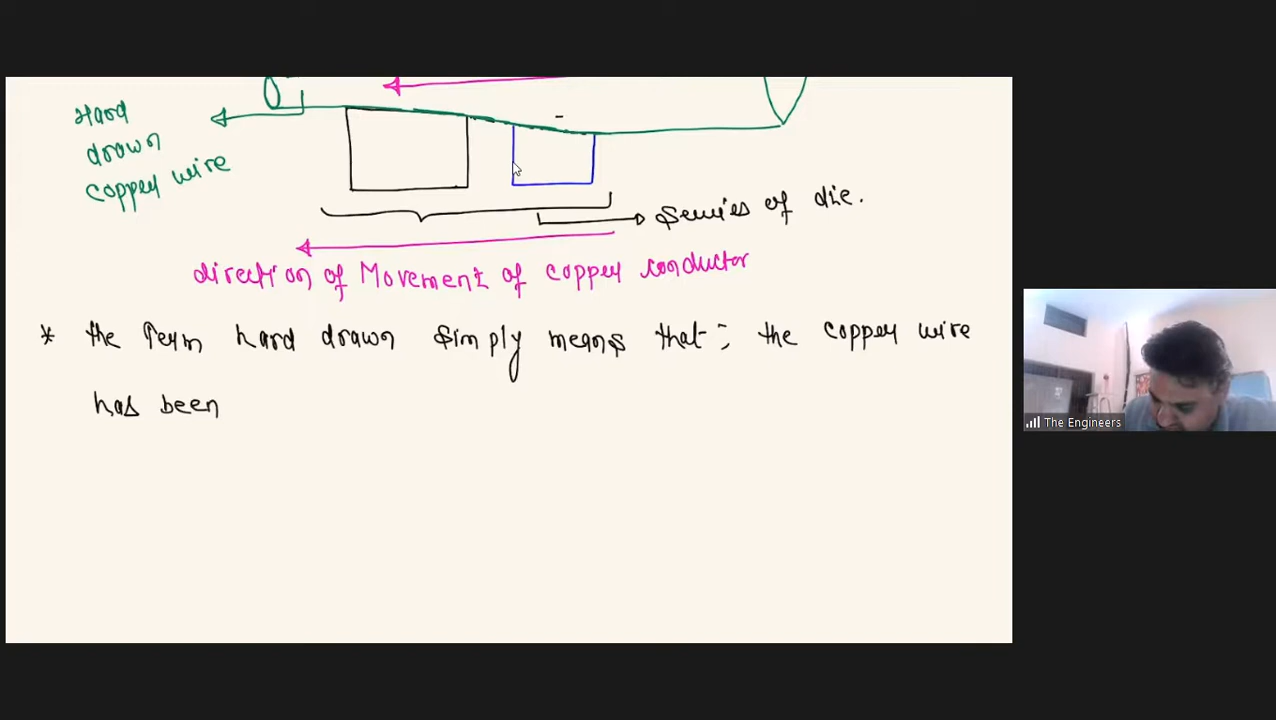 Hard
drawn
copper wire
Series of die.
direction of Movement of copper conductor
* the Term hard drawn simply means that; the copper wire
has been
The Engineers